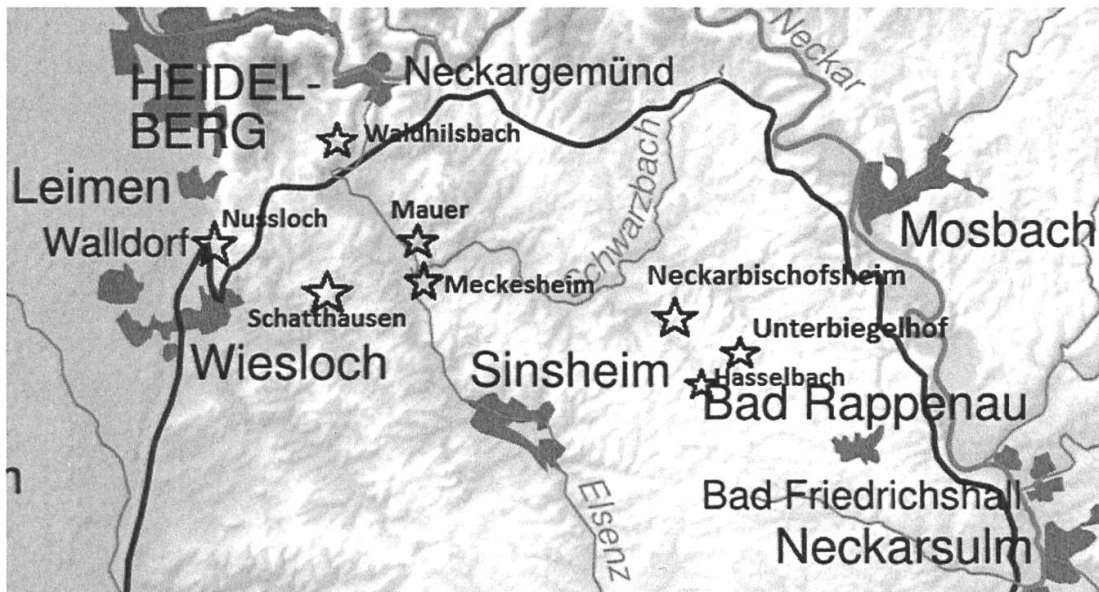 Neckar
Neckargemünd
HEIDEL-
BERG
Waldhilsbach
Leimen
Nussloch
Mauer
Walldorf
Schwarzbach
Mosbach
Meckesheim
Neckarbischofsheim
Schatthausen
Unterbiegelhof
Wiesloch
Sinsheim
Hasselbach
Bad Rappenau
Elsenz
Bad Friedrichshall
Neckarsulm
n